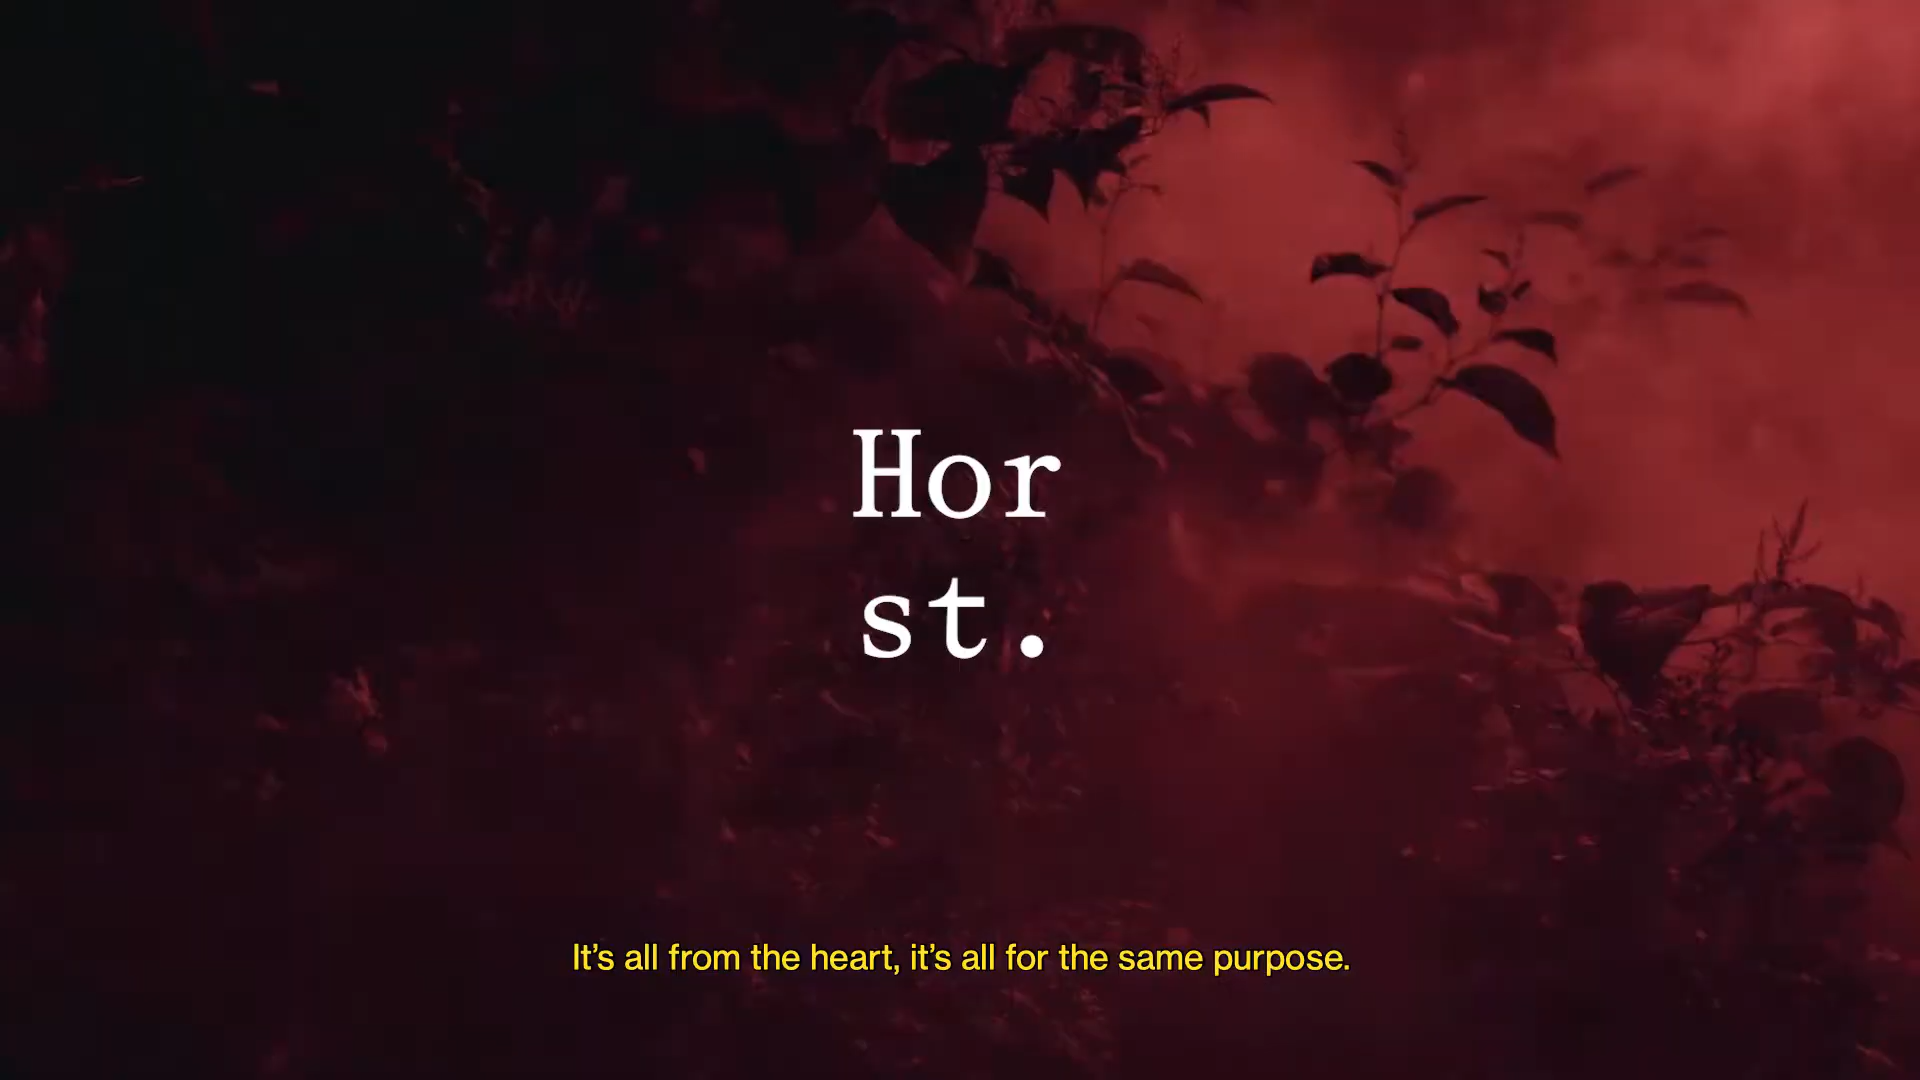 Hor
st.
It’s all from the heart, it’s all for the same purpose.